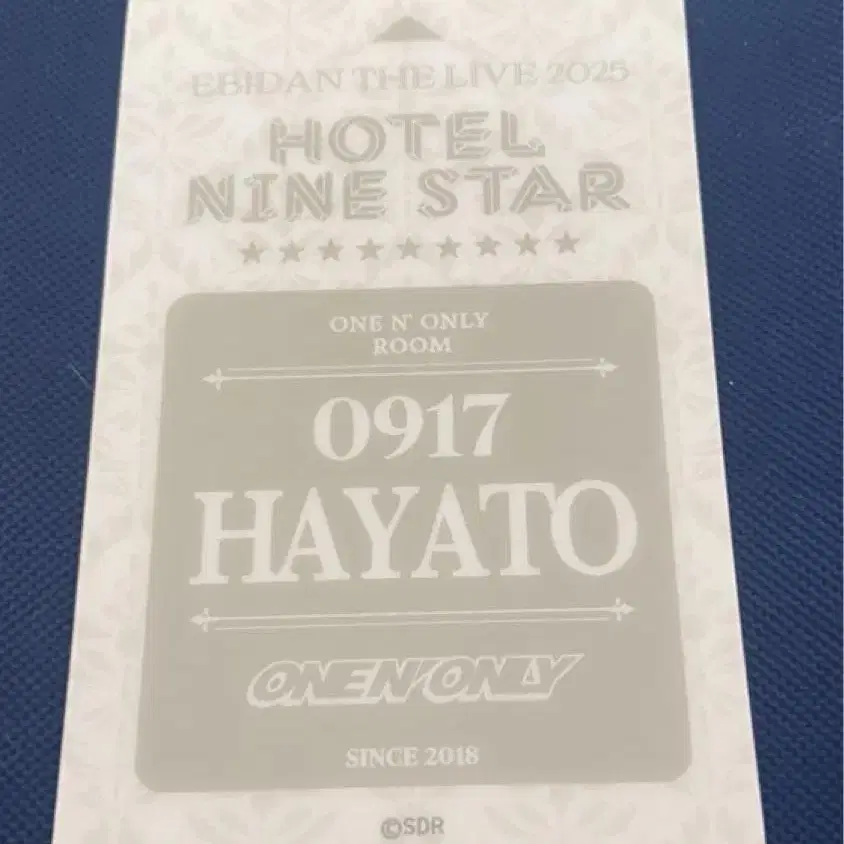 EBIDAN THE LIVE 2025
HOTEL
NINE STAR
ONE N' ONLY
ROOM
0917
HAYATO
ONE N' ONLY
SINCE 2018
©SDR